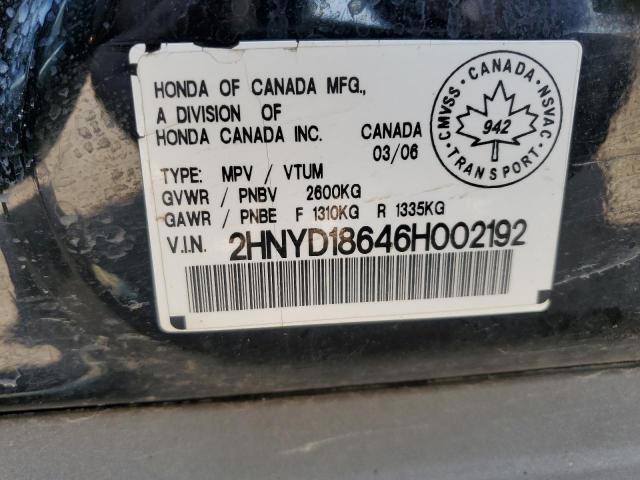 HONDA OF CANADA MFG.,
A DIVISION OF
HONDA CANADA INC. CANADA
03/06
TYPE: MPV / VTUM
GVWR / PNBV 2600KG
GAWR / PNBE F 1310KG R 1335KG
V.I.N. 2HNYD18646H002192
CMVSS · CANADA · NSVAC
942
TRANSPORT